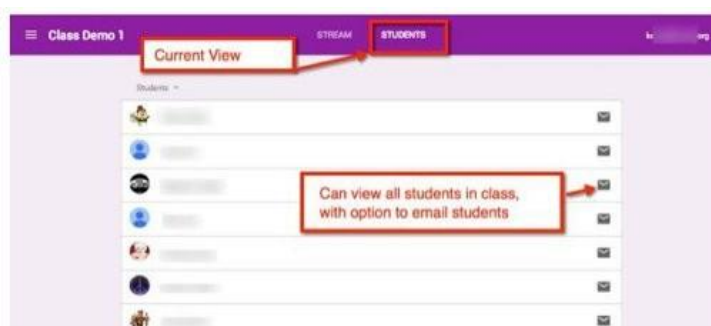 Class Demo 1
STREAM
STUDENTS
Current View
Students
Can view all students in class,
with option to email students